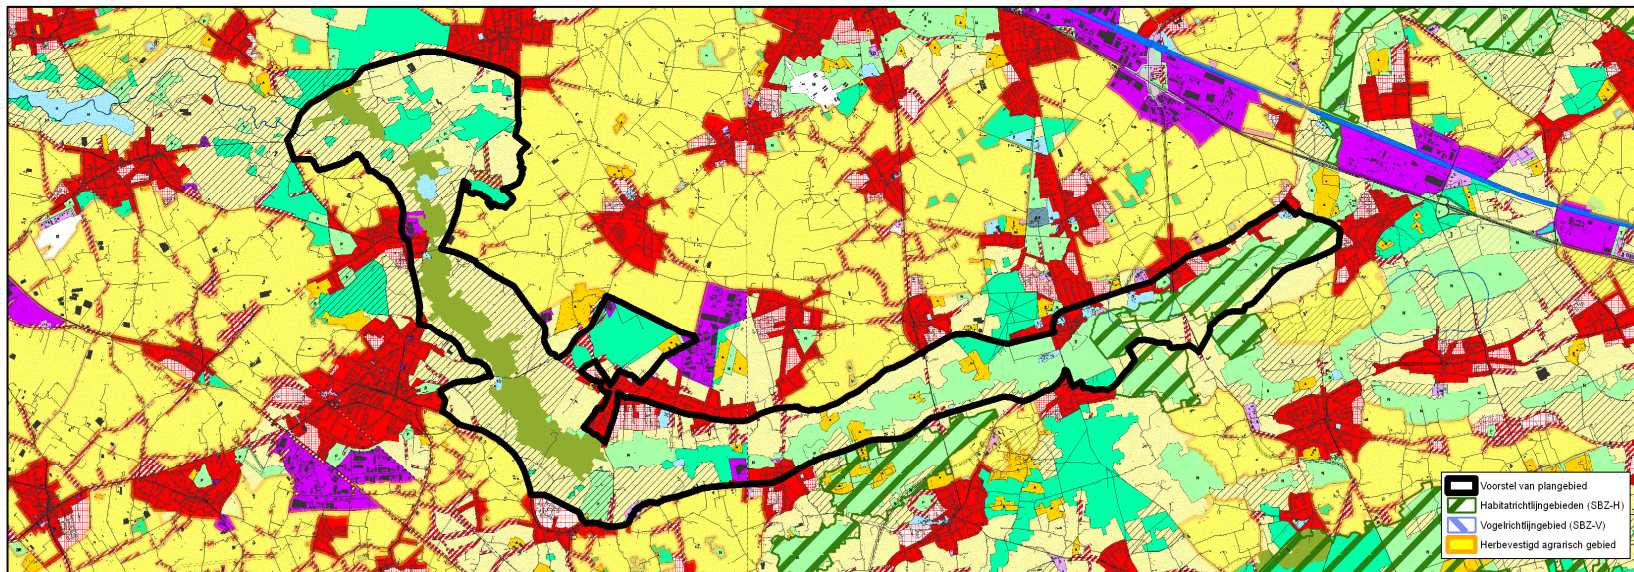 Voorstel van plangebied
Habitatrichtlijngebieden (SBZ-H)
Vogelrichtlijngebied (SBZ-V)
Herbevestigd agrarisch gebied